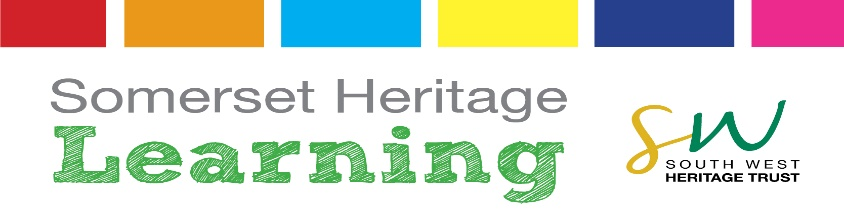 Somerset Heritage
Learning
SW
SOUTH WEST
HERITAGE TRUST